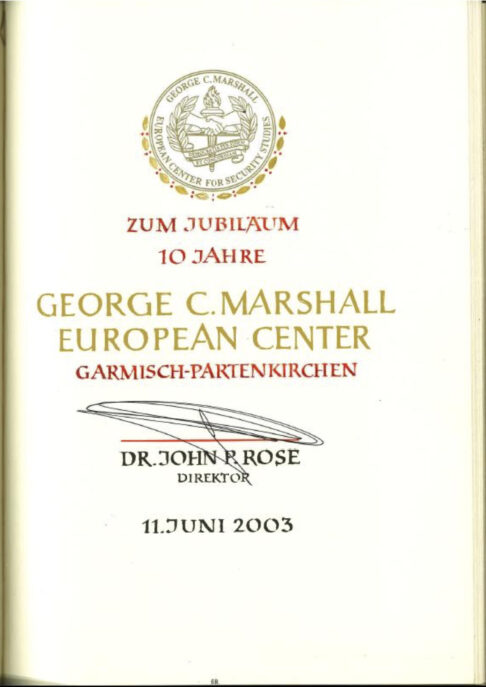 GEORGE C. MARSHALL
EUROPEAN CENTER FOR SECURITY STUDIES
ZUM JUBILÄUM
10 JAHRE
GEORGE C. MARSHALL
EUROPEAN CENTER
GARMISCH-PARTENKIRCHEN
DR. JOHN P. ROSE
DIREKTOR
11. JUNI 2003
68